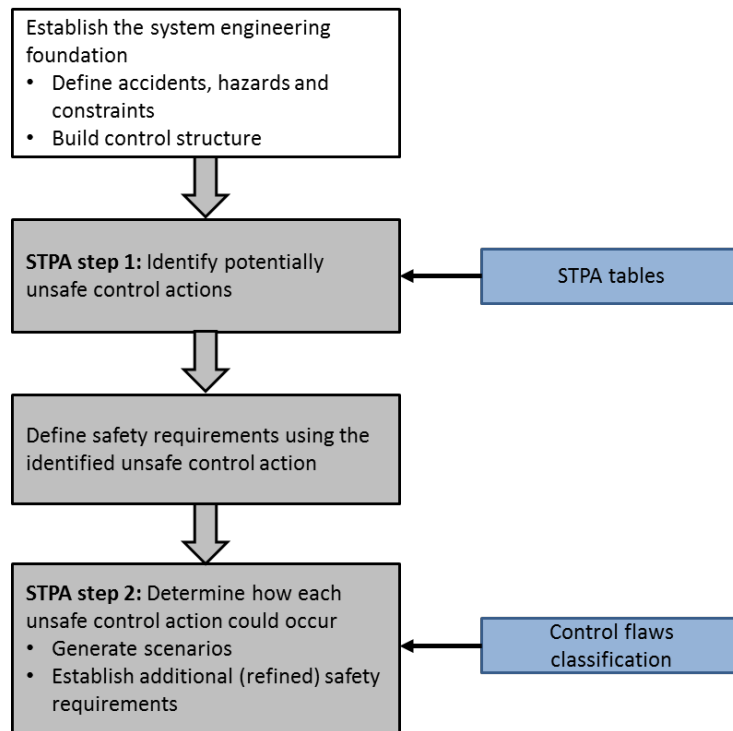 Establish the system engineering
foundation
• Define accidents, hazards and
constraints
• Build control structure
STPA step 1: Identify potentially
unsafe control actions
STPA tables
Define safety requirements using the
identified unsafe control action
STPA step 2: Determine how each
unsafe control action could occur
• Generate scenarios
• Establish additional (refined) safety
requirements
Control flaws
classification